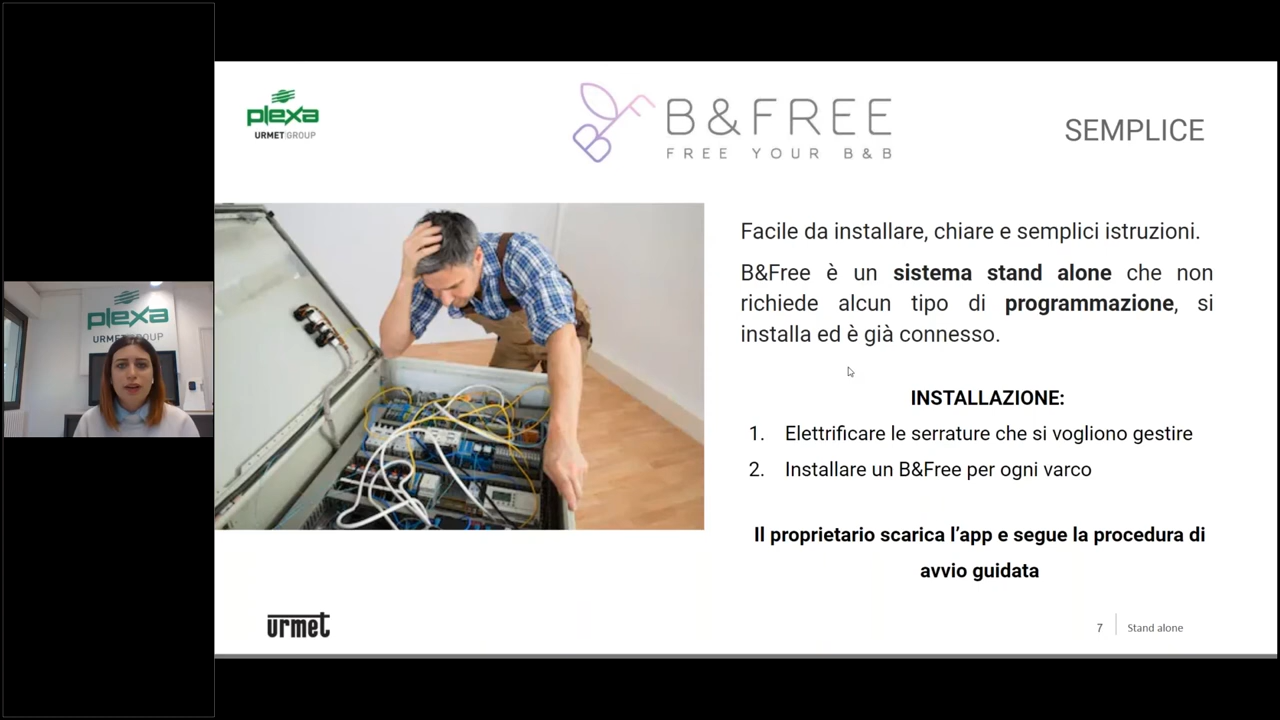 plexa
URMET GROUP
B&FREE
FREE YOUR B&B
SEMPLICE
Facile da installare, chiare e semplici istruzioni.
B&Free è un sistema stand alone che non
richiede alcun tipo di programmazione, si
installa ed è già connesso.
plexa
URMET GROUP
INSTALLAZIONE:
1. Elettrificare le serrature che si vogliono gestire
2. Installare un B&Free per ogni varco
Il proprietario scarica l’app e segue la procedura di
avvio guidata
urmet
7
Stand alone